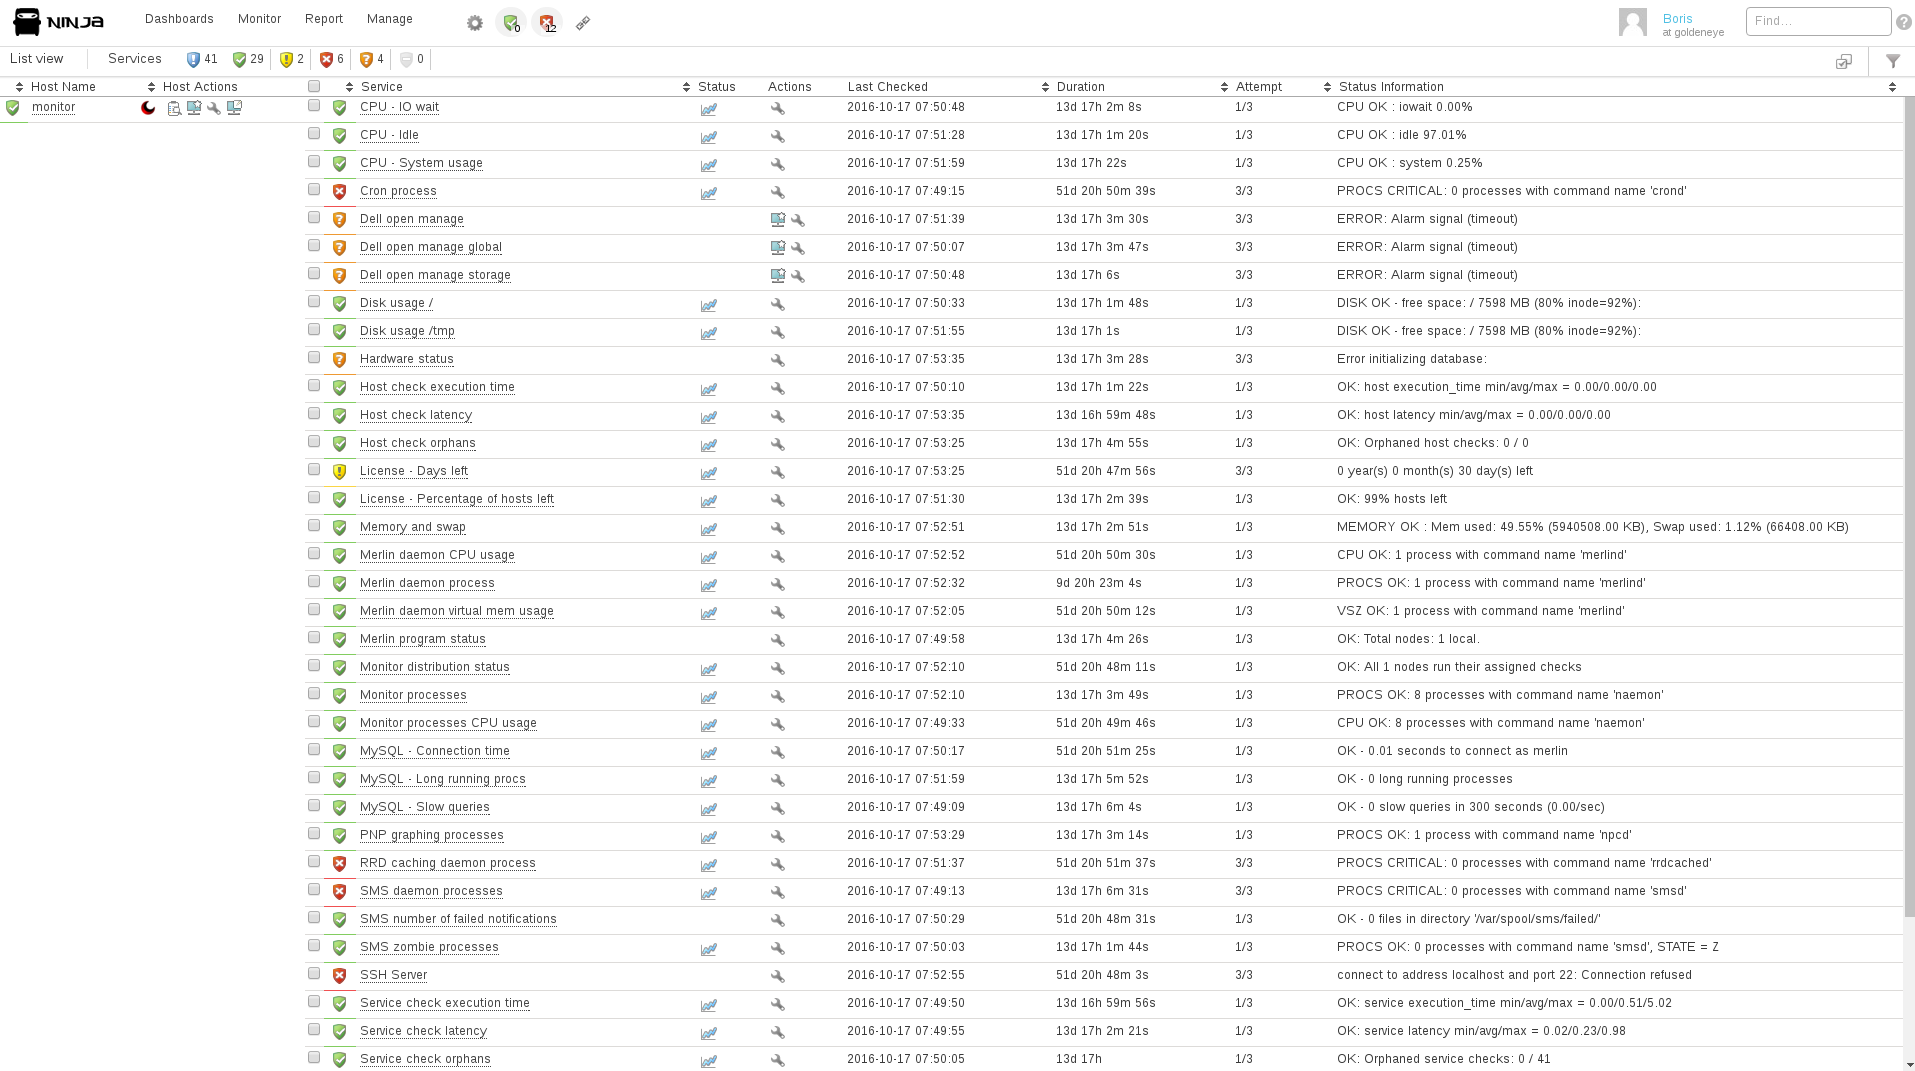 NINJA Dashboards Monitor Report Manage 0 12 Boris Find...
at goldeneye
List view Services 41 29 2 6 4 0
Host Name Host Actions Service Status Actions Last Checked Duration Attempt Status Information
monitor CPU - IO wait 2016-10-17 07:50:48 13d 17h 2m 8s 1/3 CPU OK : iowait 0.00%
CPU - Idle 2016-10-17 07:51:28 13d 17h 1m 20s 1/3 CPU OK : idle 97.01%
CPU - System usage 2016-10-17 07:51:59 13d 17h 22s 1/3 CPU OK : system 0.25%
Cron process 2016-10-17 07:49:15 51d 20h 50m 39s 3/3 PROCS CRITICAL: 0 processes with command name 'crond'
Dell open manage 2016-10-17 07:51:39 13d 17h 3m 30s 3/3 ERROR: Alarm signal (timeout)
Dell open manage global 2016-10-17 07:50:07 13d 17h 3m 47s 3/3 ERROR: Alarm signal (timeout)
Dell open manage storage 2016-10-17 07:50:48 13d 17h 6s 3/3 ERROR: Alarm signal (timeout)
Disk usage / 2016-10-17 07:50:33 13d 17h 1m 48s 1/3 DISK OK - free space: / 7598 MB (80% inode=92%):
Disk usage /tmp 2016-10-17 07:51:55 13d 17h 1s 1/3 DISK OK - free space: / 7598 MB (80% inode=92%):
Hardware status 2016-10-17 07:53:35 13d 17h 3m 28s 3/3 Error initializing database:
Host check execution time 2016-10-17 07:50:10 13d 17h 1m 22s 1/3 OK: host execution_time min/avg/max = 0.00/0.00/0.00
Host check latency 2016-10-17 07:53:35 13d 16h 59m 48s 1/3 OK: host latency min/avg/max = 0.00/0.00/0.00
Host check orphans 2016-10-17 07:53:25 13d 17h 4m 55s 1/3 OK: Orphaned host checks: 0 / 0
License - Days left 2016-10-17 07:53:25 51d 20h 47m 56s 3/3 0 year(s) 0 month(s) 30 day(s) left
License - Percentage of hosts left 2016-10-17 07:51:30 13d 17h 2m 39s 1/3 OK: 99% hosts left
Memory and swap 2016-10-17 07:52:51 13d 17h 2m 51s 1/3 MEMORY OK : Mem used: 49.55% (5940508.00 KB), Swap used: 1.12% (66408.00 KB)
Merlin daemon CPU usage 2016-10-17 07:52:52 51d 20h 50m 30s 1/3 CPU OK: 1 process with command name 'merlind'
Merlin daemon process 2016-10-17 07:52:32 9d 20h 23m 4s 1/3 PROCS OK: 1 process with command name 'merlind'
Merlin daemon virtual mem usage 2016-10-17 07:52:05 51d 20h 50m 12s 1/3 VSZ OK: 1 process with command name 'merlind'
Merlin program status 2016-10-17 07:49:58 13d 17h 4m 26s 1/3 OK: Total nodes: 1 local.
Monitor distribution status 2016-10-17 07:52:10 51d 20h 48m 11s 1/3 OK: All 1 nodes run their assigned checks
Monitor processes 2016-10-17 07:52:10 13d 17h 3m 49s 1/3 PROCS OK: 8 processes with command name 'naemon'
Monitor processes CPU usage 2016-10-17 07:49:33 51d 20h 49m 46s 1/3 CPU OK: 8 processes with command name 'naemon'
MySQL - Connection time 2016-10-17 07:50:17 51d 20h 51m 25s 1/3 OK - 0.01 seconds to connect as merlin
MySQL - Long running procs 2016-10-17 07:51:59 13d 17h 5m 52s 1/3 OK - 0 long running processes
MySQL - Slow queries 2016-10-17 07:49:09 13d 17h 6m 4s 1/3 OK - 0 slow queries in 300 seconds (0.00/sec)
PNP graphing processes 2016-10-17 07:53:29 13d 17h 3m 14s 1/3 PROCS OK: 1 process with command name 'npcd'
RRD caching daemon process 2016-10-17 07:51:37 51d 20h 51m 37s 3/3 PROCS CRITICAL: 0 processes with command name 'rrdcached'
SMS daemon processes 2016-10-17 07:49:13 13d 17h 6m 31s 3/3 PROCS CRITICAL: 0 processes with command name 'smsd'
SMS number of failed notifications 2016-10-17 07:50:29 51d 20h 48m 31s 1/3 OK - 0 files in directory '/var/spool/sms/failed/'
SMS zombie processes 2016-10-17 07:50:03 13d 17h 1m 44s 1/3 PROCS OK: 0 processes with command name 'smsd', STATE = Z
SSH Server 2016-10-17 07:52:55 51d 20h 48m 3s 3/3 connect to address localhost and port 22: Connection refused
Service check execution time 2016-10-17 07:49:50 13d 16h 59m 56s 1/3 OK: service execution_time min/avg/max = 0.00/0.51/5.02
Service check latency 2016-10-17 07:49:55 13d 17h 2m 21s 1/3 OK: service latency min/avg/max = 0.02/0.23/0.98
Service check orphans 2016-10-17 07:50:05 13d 17h 1/3 OK: Orphaned service checks: 0 / 41